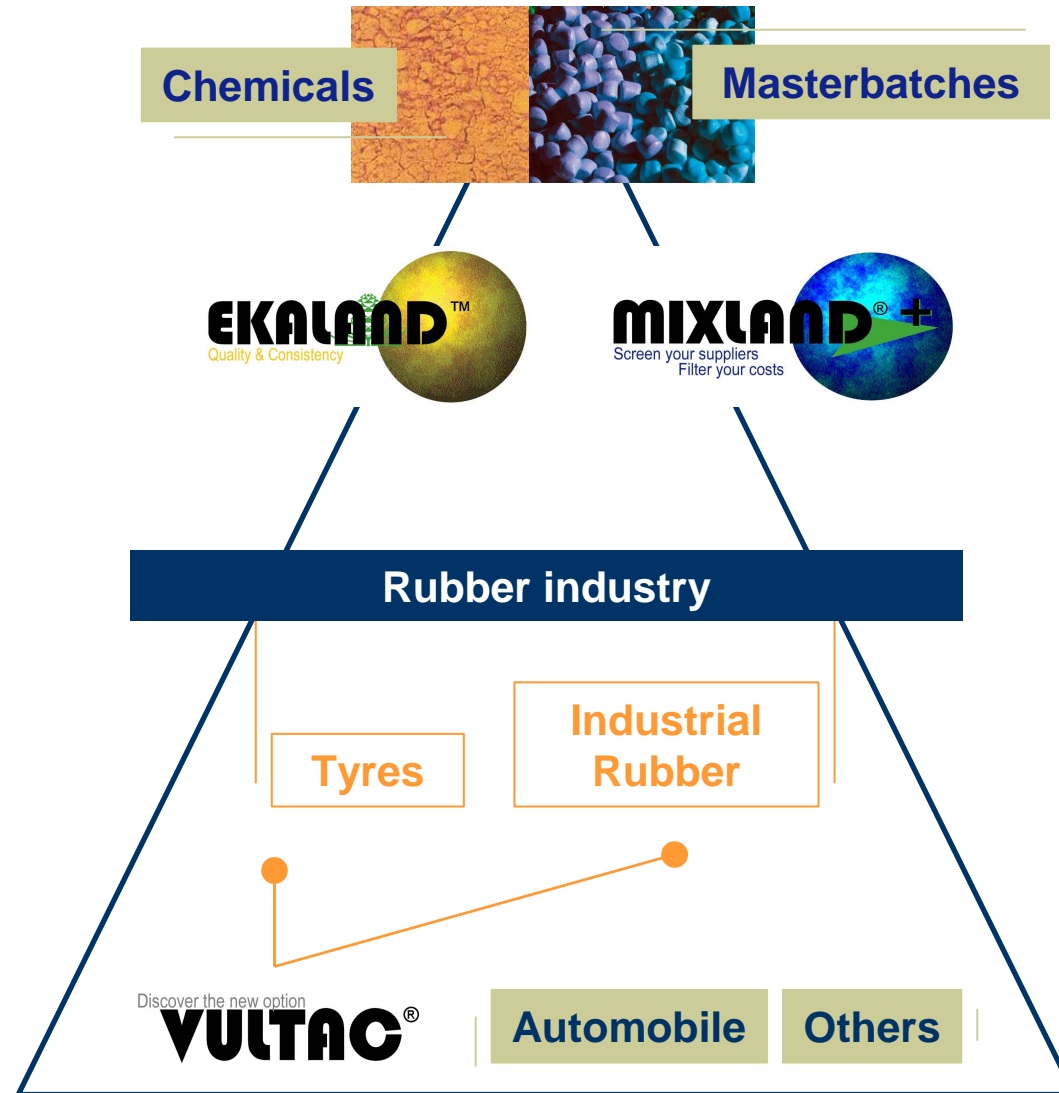 Chemicals
Masterbatches
EKALAND™
Quality & Consistency
MIXLAND® +
Screen your suppliers
Filter your costs
Rubber industry
Tyres
Industrial
Rubber
Discover the new option
VULTAC®
Automobile
Others